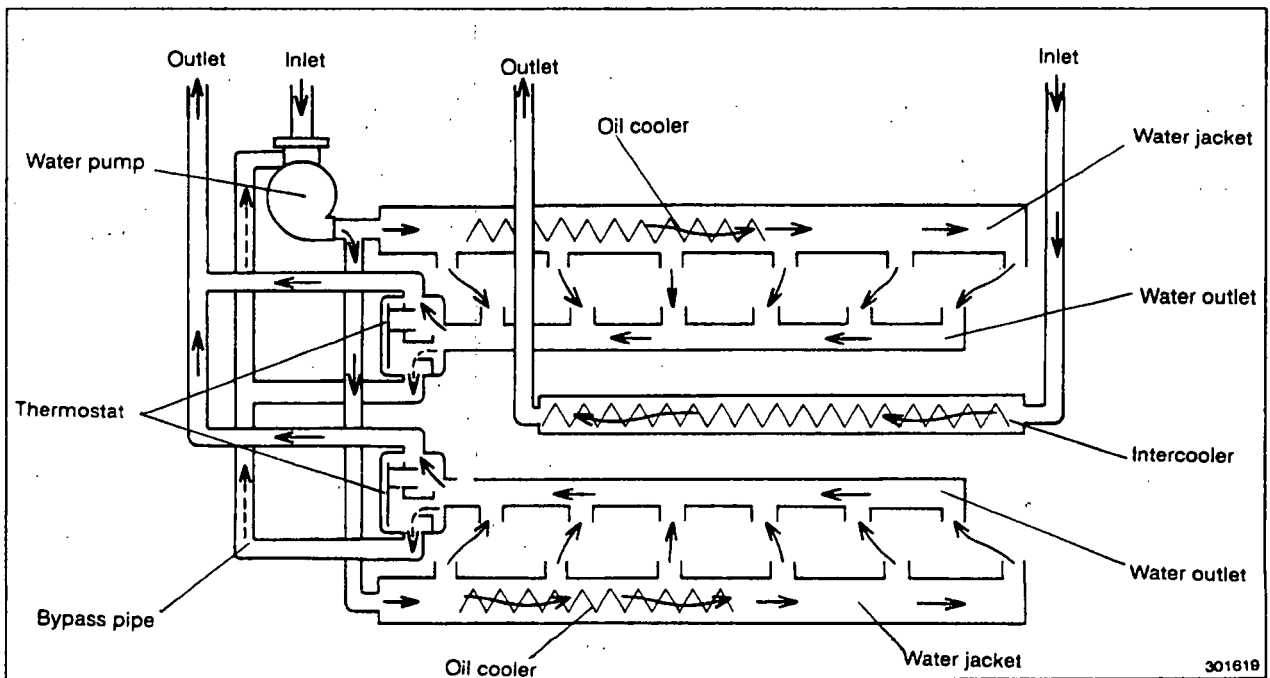 Outlet
Inlet
Outlet
Inlet
Oil cooler
Water jacket
Water pump
Water outlet
Thermostat
Intercooler
Water outlet
Bypass pipe
Oil cooler
Water jacket
301619